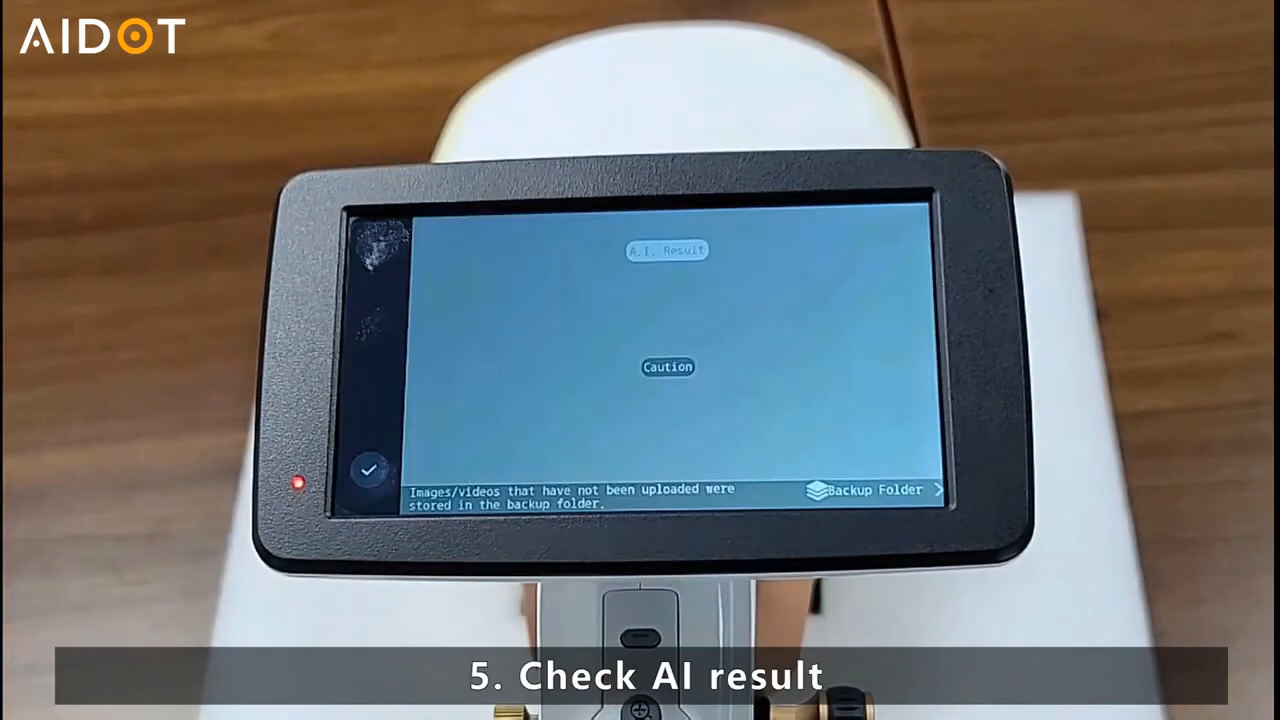 AIDOT
A.I. Result
Caution
Images/videos that have not been uploaded were
stored in the backup folder.
Backup Folder
5. Check AI result